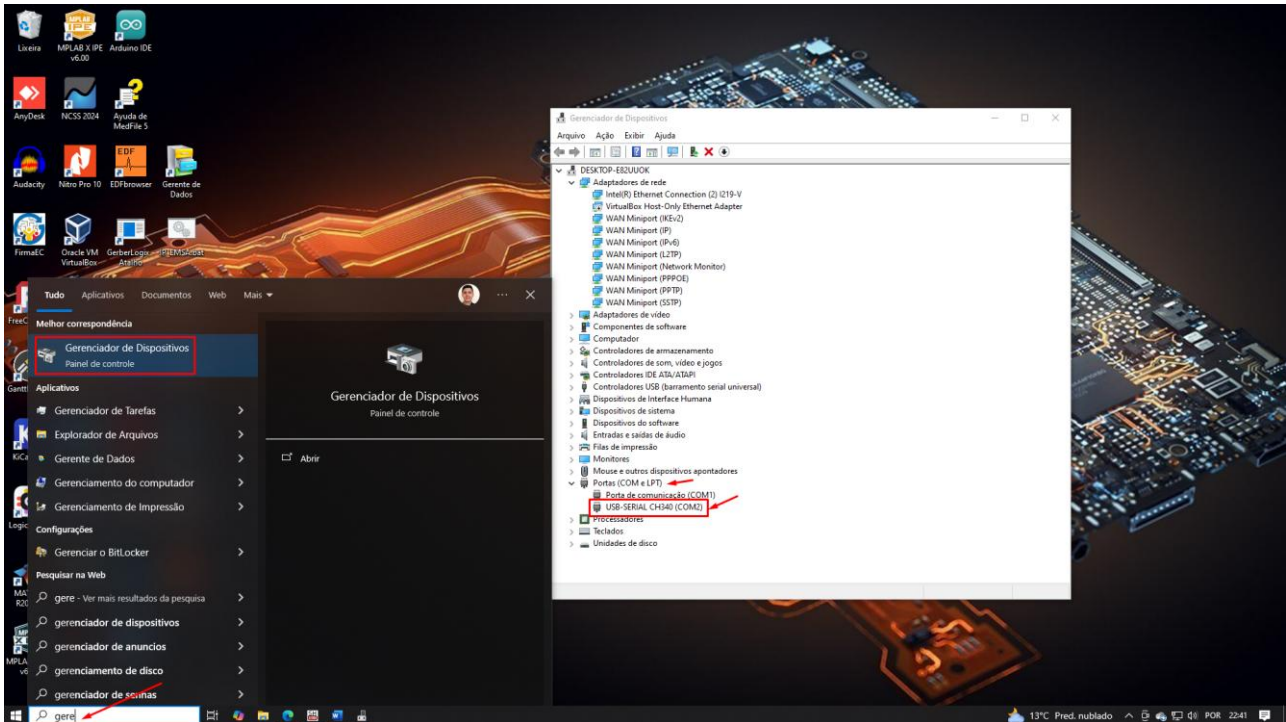 Lixeira
MPLAB X IPE
v6.00
Arduino IDE
AnyDesk
NCSS 2024
Ayuda de
MedFile 5
EDF
Audacity
Nitro Pro 10
EDFbrowser
Gerente de
Dados
FirmaEC
Oracle VM
VirtualBox
GerberLogix -
Atalho
Tudo
Aplicativos
Documentos
Web
Mais
Melhor correspondência
Gerenciador de Dispositivos
Painel de controle
Aplicativos
Gerenciador de Tarefas
Explorador de Arquivos
Gerente de Dados
Gerenciamento do computador
Gerenciamento de Impressão
Configurações
Gerenciar o BitLocker
Pesquisar na Web
gere - Ver mais resultados da pesquisa
gerenciador de dispositivos
gerenciador de anuncios
gerenciamento de disco
gerenciador de senhas
gere
Gerenciador de Dispositivos
Painel de controle
Abrir
Gerenciador de Dispositivos
Arquivo Ação Exibir Ajuda
DESKTOP-E82UUOK
Adaptadores de rede
Intel(R) Ethernet Connection (2) I219-V
VirtualBox Host-Only Ethernet Adapter
WAN Miniport (IKEv2)
WAN Miniport (IP)
WAN Miniport (IPv6)
WAN Miniport (L2TP)
WAN Miniport (Network Monitor)
WAN Miniport (PPPOE)
WAN Miniport (PPTP)
WAN Miniport (SSTP)
Adaptadores de vídeo
Componentes de software
Computador
Controladores de armazenamento
Controladores de som, vídeo e jogos
Controladores IDE ATA/ATAPI
Controladores USB (barramento serial universal)
Dispositivos de Interface Humana
Dispositivos de sistema
Dispositivos do software
Entradas e saídas de áudio
Filas de impressão
Monitores
Mouse e outros dispositivos apontadores
Portas (COM e LPT)
Porta de comunicação (COM1)
USB-SERIAL CH340 (COM2)
Processadores
Teclados
Unidades de disco
13°C Pred. nublado
POR
22:41